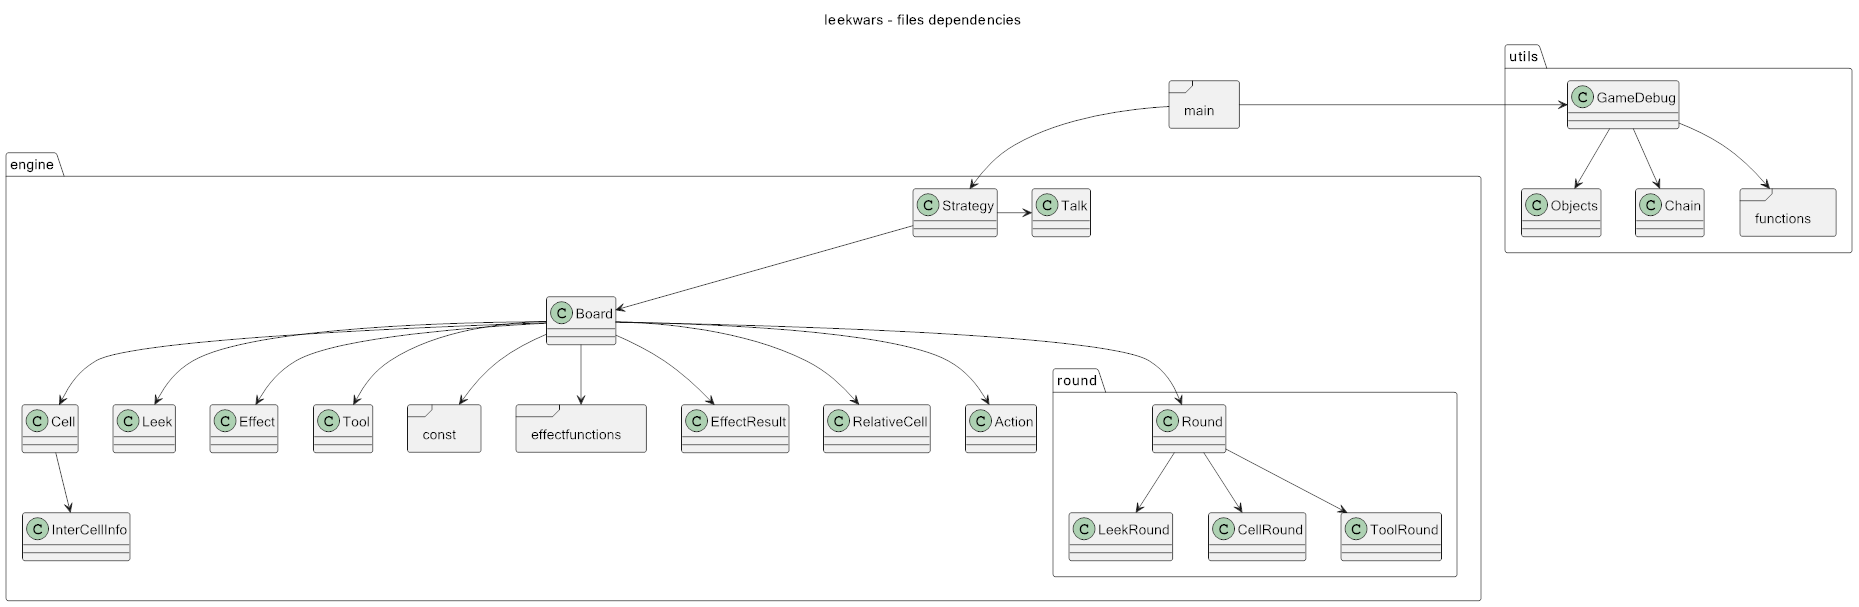 leekwars - files dependencies
utils
main
C GameDebug
engine
C Strategy
C Talk
C Objects
C Chain
functions
C Board
round
C Cell
C Leek
C Effect
C Tool
const
effectfunctions
C EffectResult
C RelativeCell
C Action
C Round
C InterCellInfo
C LeekRound
C CellRound
C ToolRound